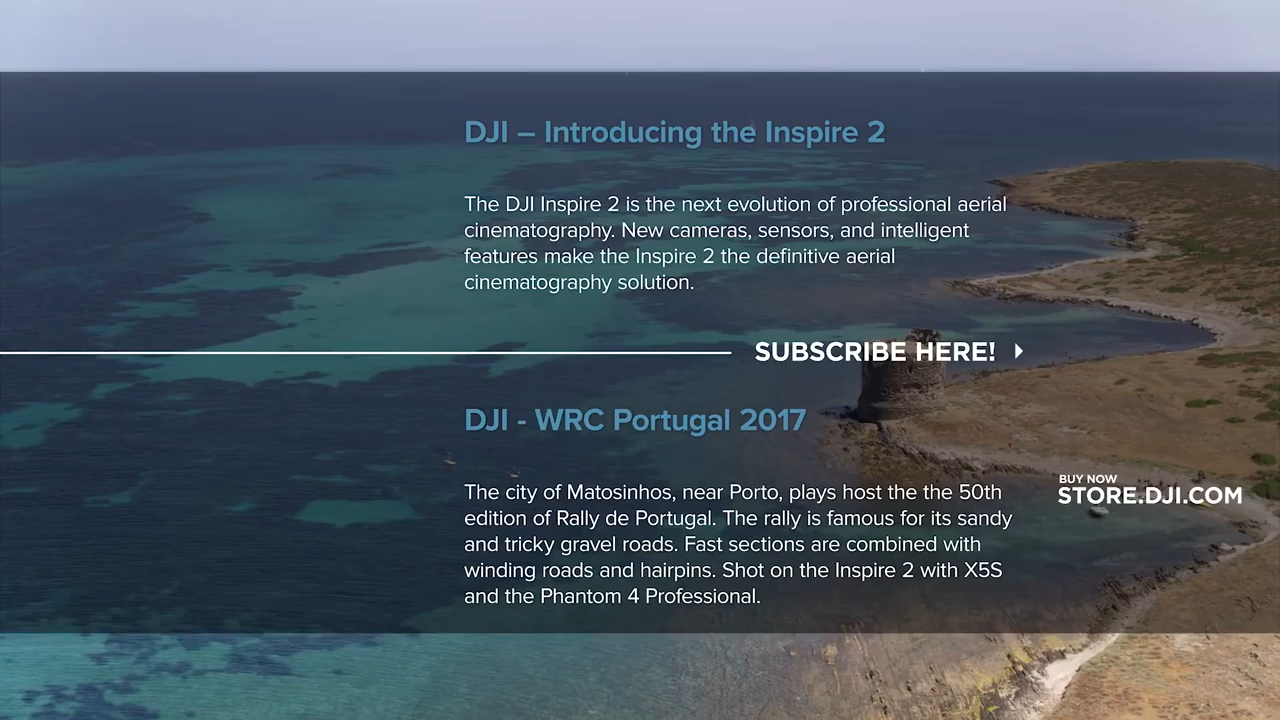 DJI – Introducing the Inspire 2
The DJI Inspire 2 is the next evolution of professional aerial
cinematography. New cameras, sensors, and intelligent
features make the Inspire 2 the definitive aerial
cinematography solution.
SUBSCRIBE HERE!
DJI - WRC Portugal 2017
The city of Matosinhos, near Porto, plays host the the 50th
edition of Rally de Portugal. The rally is famous for its sandy
and tricky gravel roads. Fast sections are combined with
winding roads and hairpins. Shot on the Inspire 2 with X5S
and the Phantom 4 Professional.
BUY NOW
STORE.DJI.COM